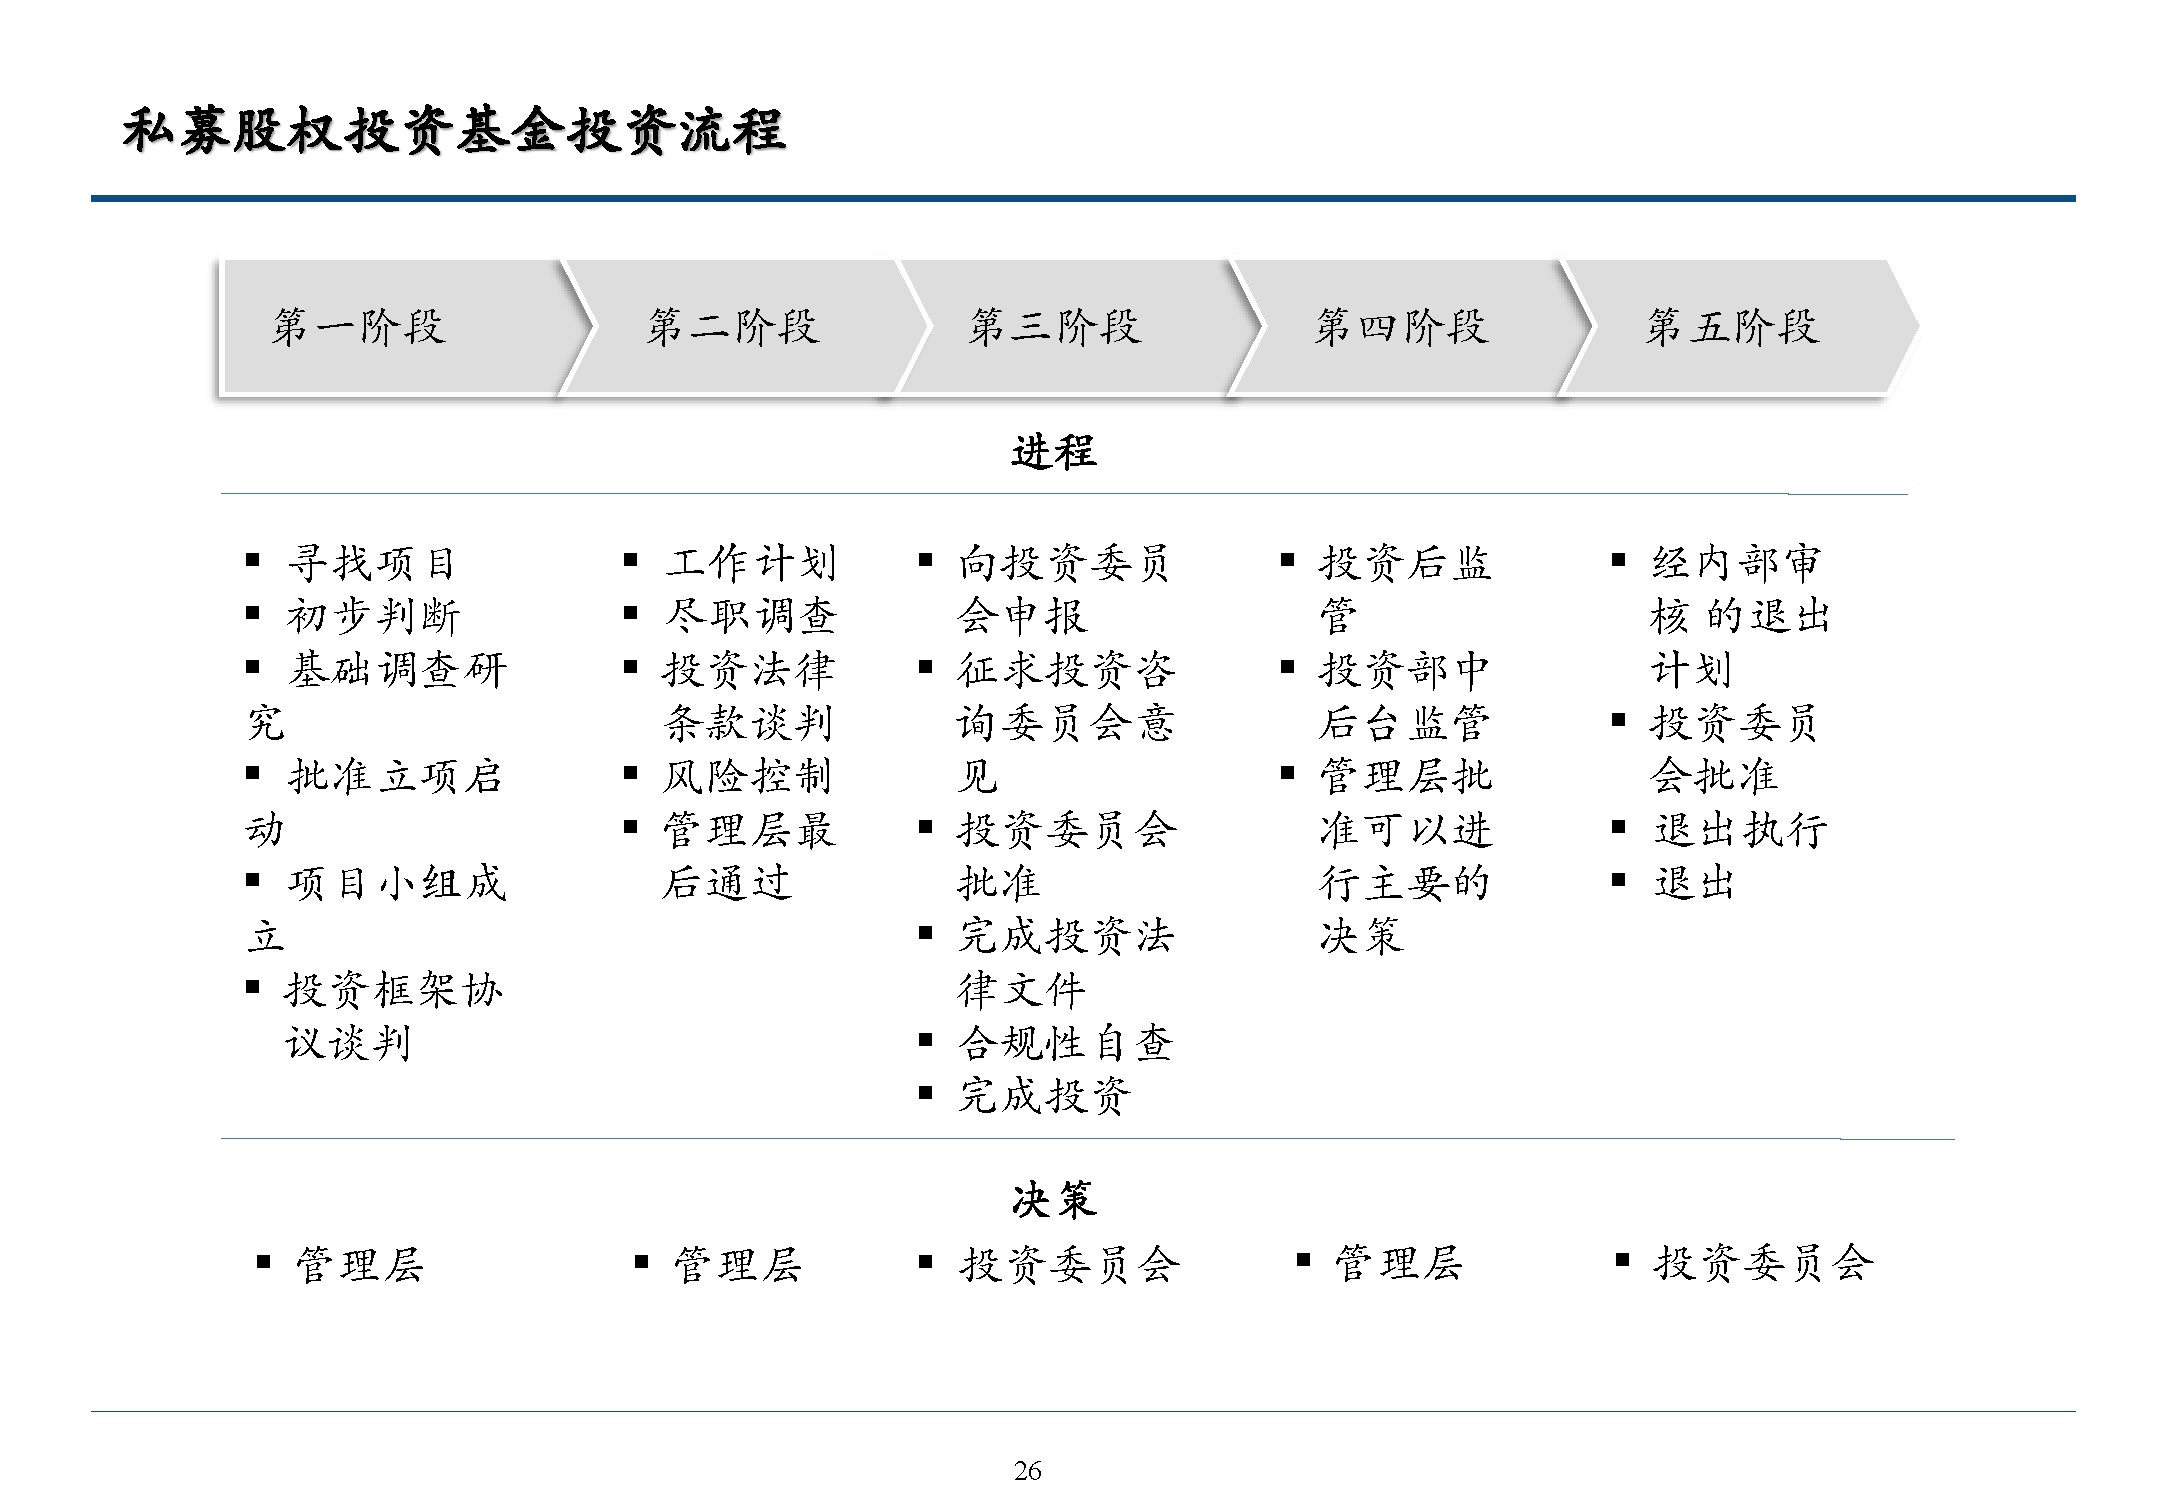 私募股权投资基金投资流程
第一阶段
第二阶段
第三阶段
第四阶段
第五阶段
进程
▪ 寻找项目
▪ 初步判断
▪ 基础调查研
究
▪ 批准立项启
动
▪ 项目小组成
立
▪ 投资框架协
议谈判
▪ 工作计划
▪ 尽职调查
▪ 投资法律
条款谈判
▪ 风险控制
▪ 管理层最
后通过
▪ 向投资委员
会申报
▪ 征求投资咨
询委员会意
见
▪ 投资委员会
批准
▪ 完成投资法
律文件
▪ 合规性自查
▪ 完成投资
▪ 投资后监
管
▪ 投资部中
后台监管
▪ 管理层批
准可以进
行主要的
决策
▪ 经内部审
核 的退出
计划
▪ 投资委员
会批准
▪ 退出执行
▪ 退出
决策
▪ 管理层
▪ 管理层
▪ 投资委员会
▪ 管理层
▪ 投资委员会
26